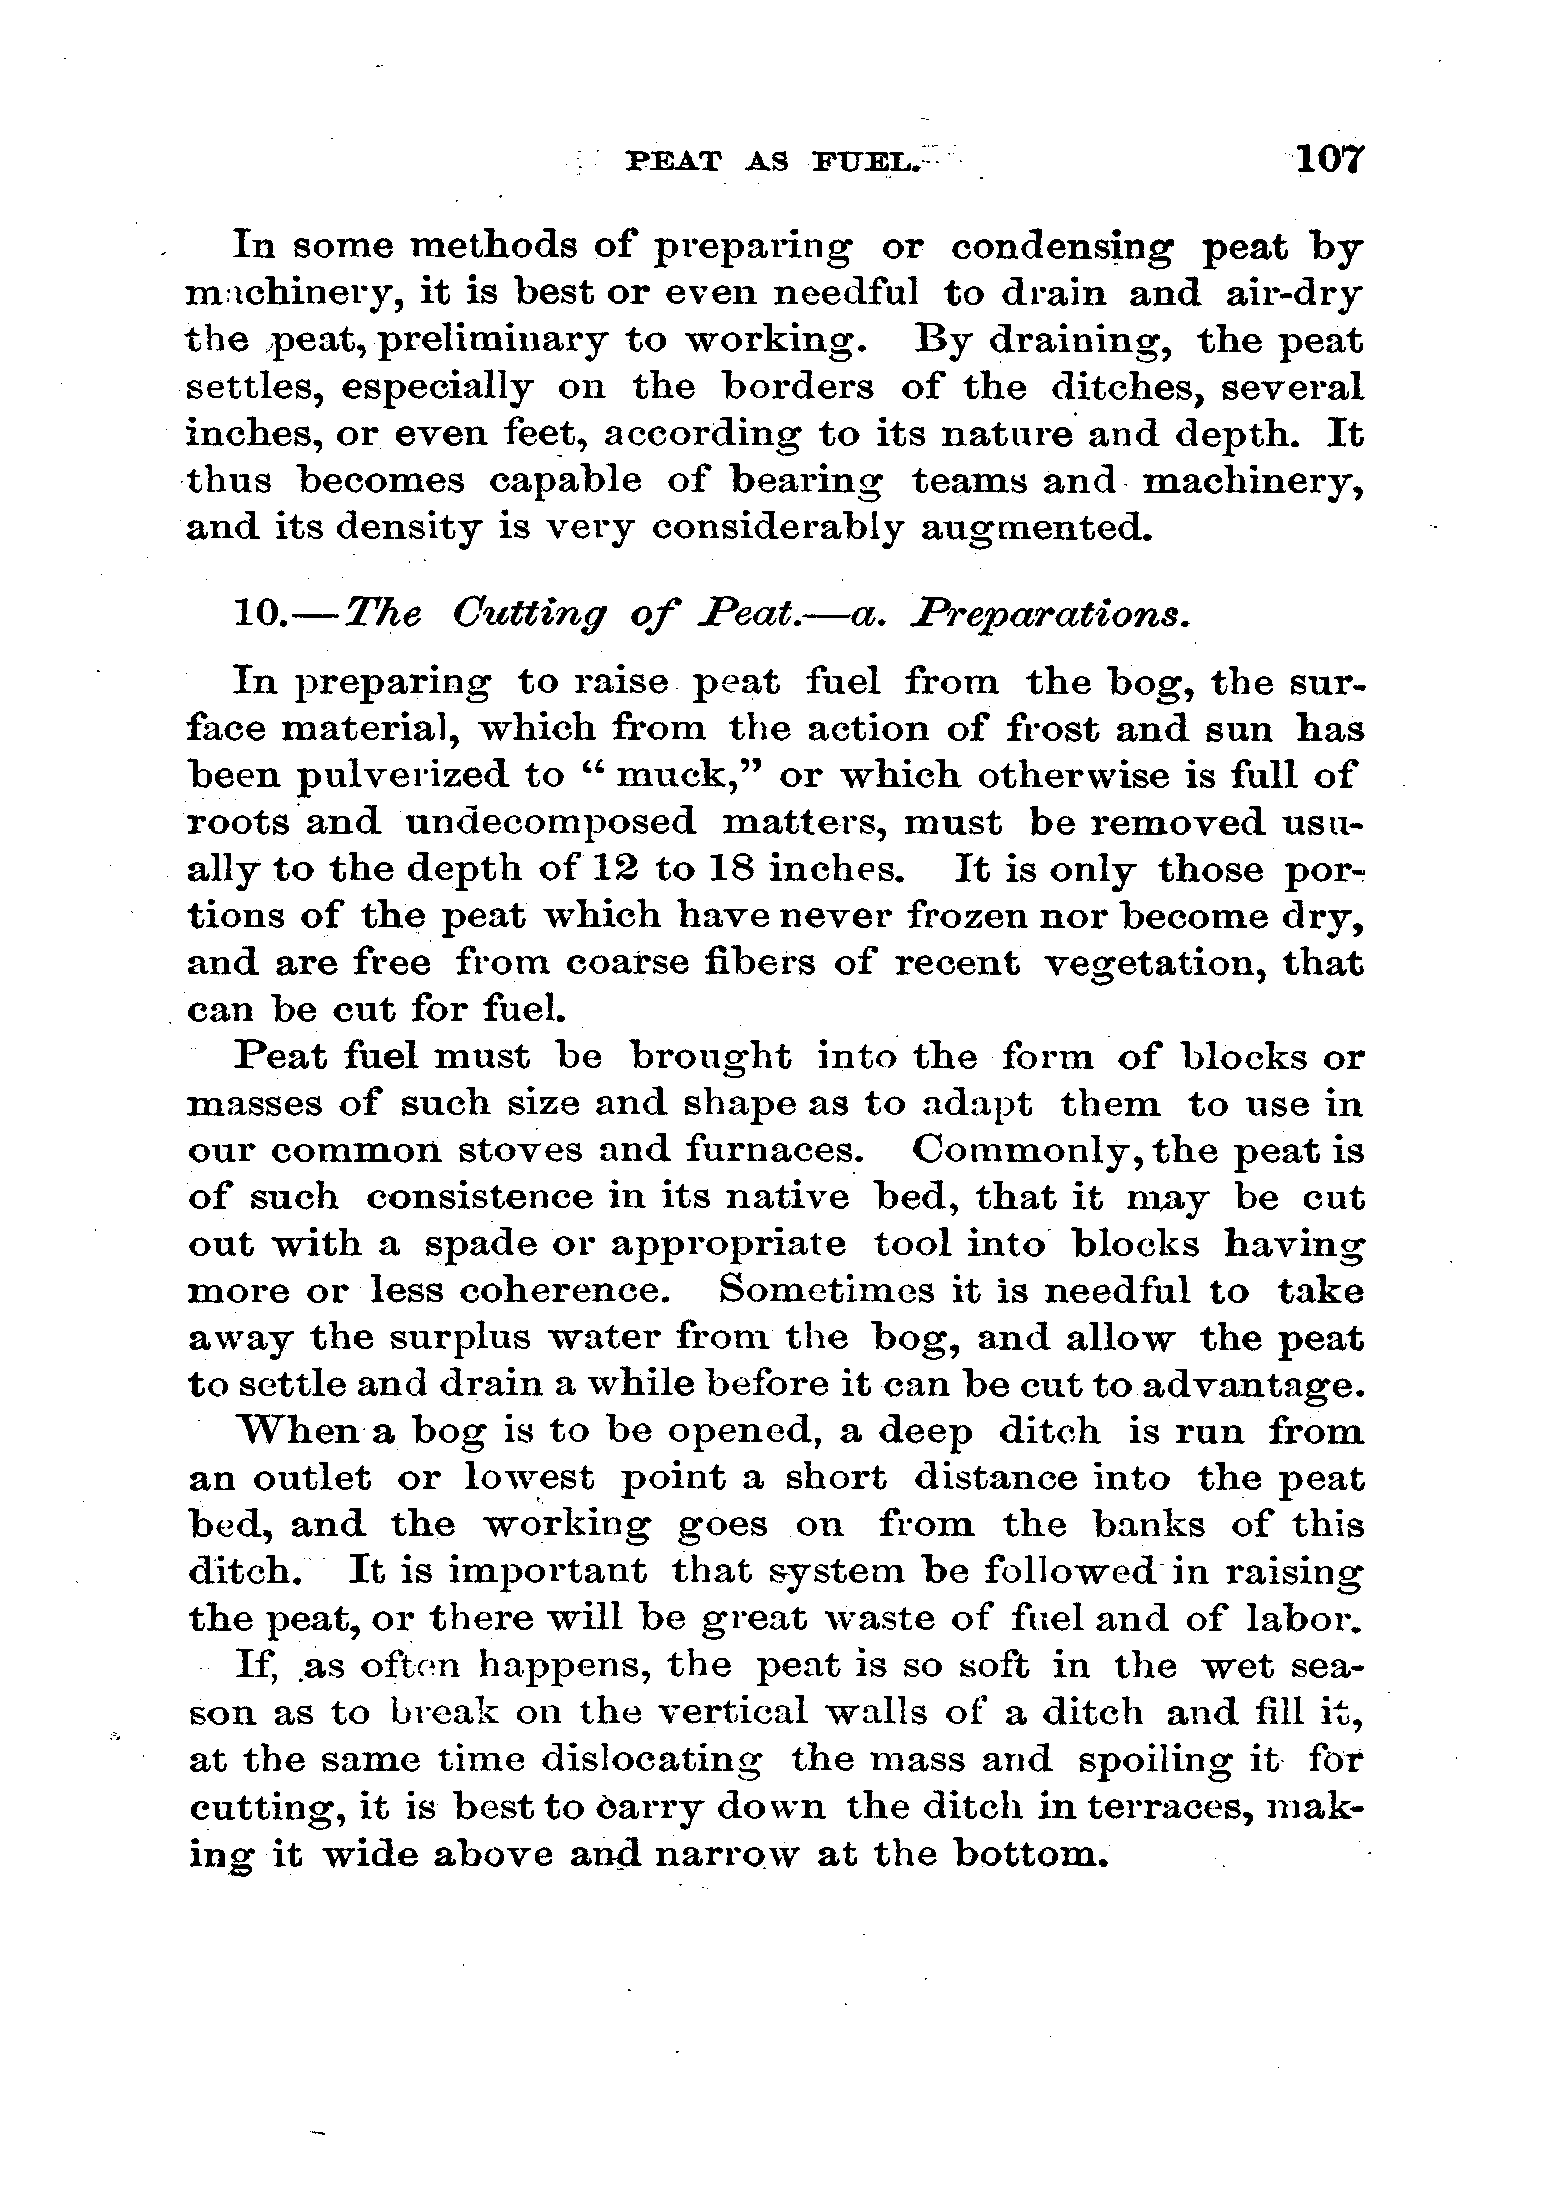 PEAT AS FUEL. 107
In some methods of preparing or condensing peat by
machinery, it is best or even needful to drain and air-dry
the peat, preliminary to working. By draining, the peat
settles, especially on the borders of the ditches, several
inches, or even feet, according to its nature and depth. It
thus becomes capable of bearing teams and machinery,
and its density is very considerably augmented.
10.—The Cutting of Peat.—a. Preparations.
In preparing to raise peat fuel from the bog, the sur-
face material, which from the action of frost and sun has
been pulverized to “ muck,” or which otherwise is full of
roots and undecomposed matters, must be removed usu-
ally to the depth of 12 to 18 inches. It is only those por-
tions of the peat which have never frozen nor become dry,
and are free from coarse fibers of recent vegetation, that
can be cut for fuel.
Peat fuel must be brought into the form of blocks or
masses of such size and shape as to adapt them to use in
our common stoves and furnaces. Commonly, the peat is
of such consistence in its native bed, that it may be cut
out with a spade or appropriate tool into blocks having
more or less coherence. Sometimes it is needful to take
away the surplus water from the bog, and allow the peat
to settle and drain a while before it can be cut to advantage.
When a bog is to be opened, a deep ditch is run from
an outlet or lowest point a short distance into the peat
bed, and the working goes on from the banks of this
ditch. It is important that system be followed in raising
the peat, or there will be great waste of fuel and of labor.
If, as often happens, the peat is so soft in the wet sea-
son as to break on the vertical walls of a ditch and fill it,
at the same time dislocating the mass and spoiling it for
cutting, it is best to carry down the ditch in terraces, mak-
ing it wide above and narrow at the bottom.